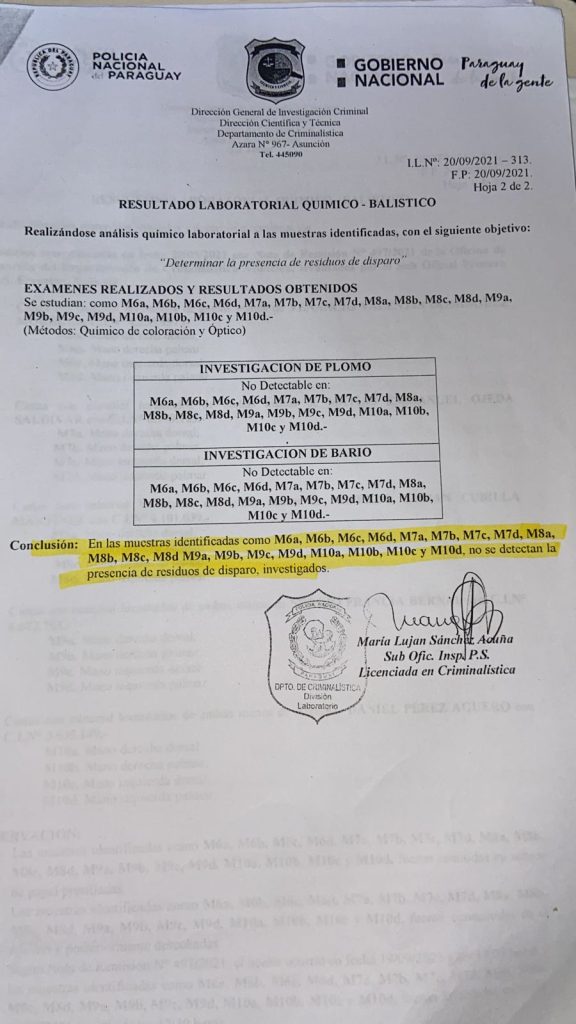 POLICIA
NACIONAL
del PARAGUAY
GOBIERNO
NACIONAL
Paraguay
de la gente
Dirección General de Investigación Criminal
Dirección Científica y Técnica
Departamento de Criminalística
Azara Nº 967- Asunción
Tel. 445090
I.L.Nº: 20/09/2021 – 313.
F.P: 20/09/2021.
Hoja 2 de 2.
RESULTADO LABORATORIAL QUIMICO - BALISTICO
Realizándose análisis químico laboratorial a las muestras identificadas, con el siguiente objetivo:
“Determinar la presencia de residuos de disparo”
EXAMENES REALIZADOS Y RESULTADOS OBTENIDOS
Se estudian: como M6a, M6b, M6c, M6d, M7a, M7b, M7c, M7d, M8a, M8b, M8c, M8d, M9a,
M9b, M9c, M9d, M10a, M10b, M10c y M10d.-
(Métodos: Químico de coloración y Óptico)
INVESTIGACION DE PLOMO
No Detectable en:
M6a, M6b, M6c, M6d, M7a, M7b, M7c, M7d, M8a,
M8b, M8c, M8d, M9a, M9b, M9c, M9d, M10a, M10b,
M10c y M10d.-
.
INVESTIGACION DE BARIO
No Detectable en:
M6a, M6b, M6c, M6d, M7a, M7b, M7c, M7d, M8a,
M8b, M8c, M8d, M9a, M9b, M9c, M9d, M10a, M10b,
M10c y M10d.-
Conclusión: En las muestras identificadas como M6a, M6b, M6c, M6d, M7a, M7b, M7c, M7d, M8a,
M8b, M8c, M8d M9a, M9b, M9c, M9d, M10a, M10b, M10c y M10d, no se detectan la
presencia de residuos de disparo, investigados.
POLICIA NACIONAL
PARAGUAY
DPTO. DE CRIMINALÍSTICA
División
Laboratorio
María Lujan Sánchez Acuña
Sub Ofic. Insp. P.S.
Licenciada en Criminalística